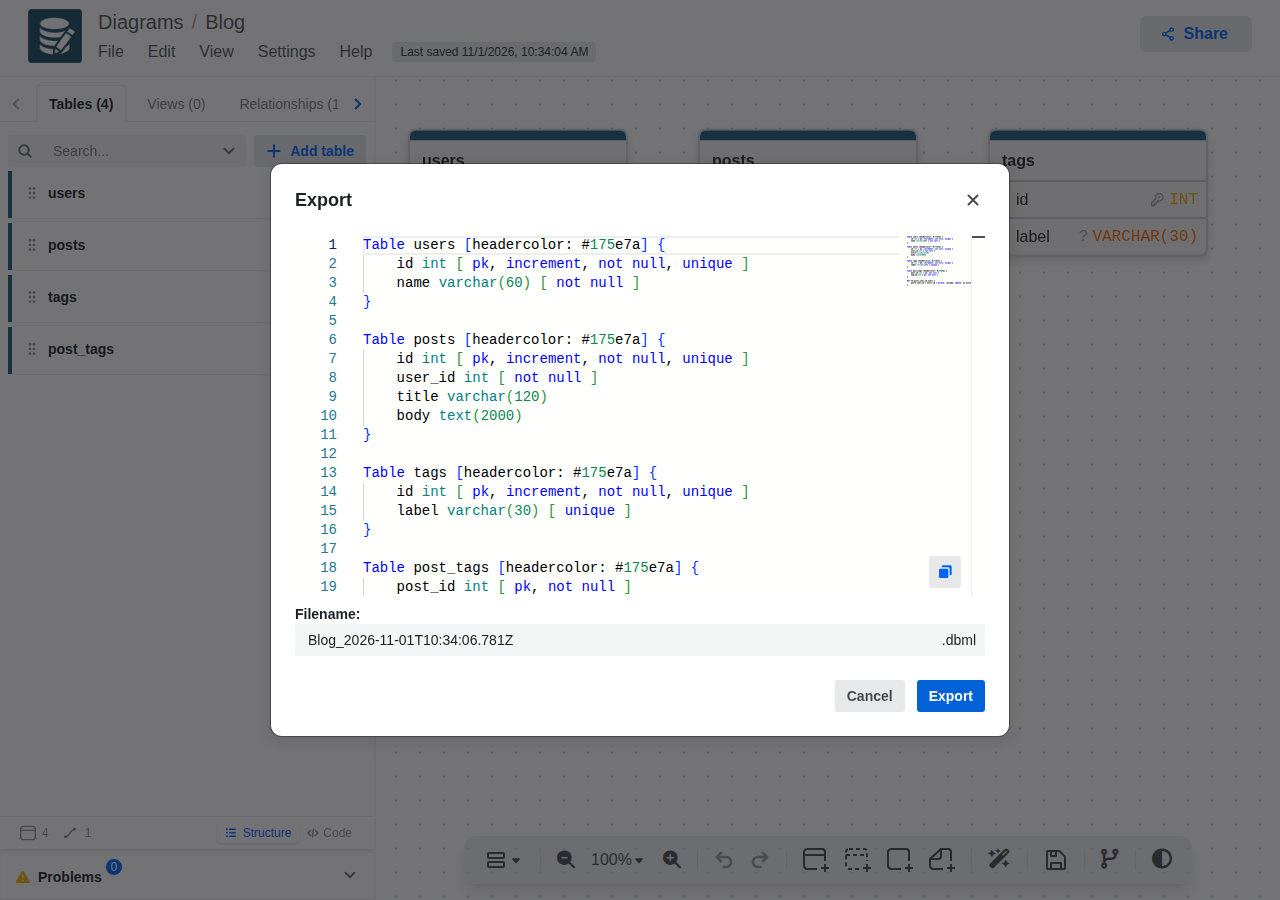 Diagrams / Blog
File Edit View Settings Help Last saved 11/1/2026, 10:34:04 AM
Share
Tables (4) Views (0) Relationships (1
Search...
Add table
users
posts
tags
post_tags
users
posts
tags
id INT
label ? VARCHAR(30)
Export
1 Table users [headercolor: #175e7a] {
2 id int [ pk, increment, not null, unique ]
3 name varchar(60) [ not null ]
4 }
5
6 Table posts [headercolor: #175e7a] {
7 id int [ pk, increment, not null, unique ]
8 user_id int [ not null ]
9 title varchar(120)
10 body text(2000)
11 }
12
13 Table tags [headercolor: #175e7a] {
14 id int [ pk, increment, not null, unique ]
15 label varchar(30) [ unique ]
16 }
17
18 Table post_tags [headercolor: #175e7a] {
19 post_id int [ pk, not null ]
Filename:
Blog_2026-11-01T10:34:06.781Z .dbml
Cancel Export
4 1 Structure Code
Problems 0
100%